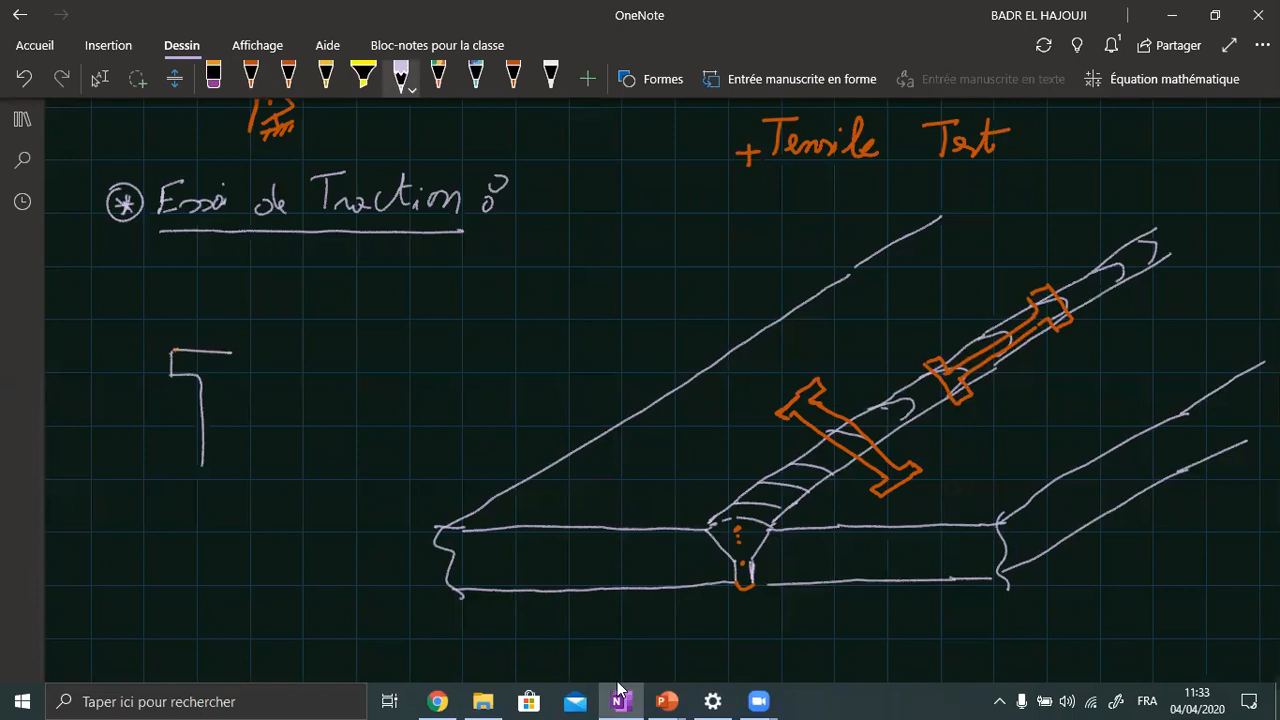 OneNote
BADR EL HAJOUJI
Accueil Insertion Dessin Affichage Aide Bloc-notes pour la classe
Partager
Formes Entrée manuscrite en forme Entrée manuscrite en texte Équation mathématique
+ Tensile Test
* Essai de Traction :
Taper ici pour rechercher
FRA
11:33
04/04/2020